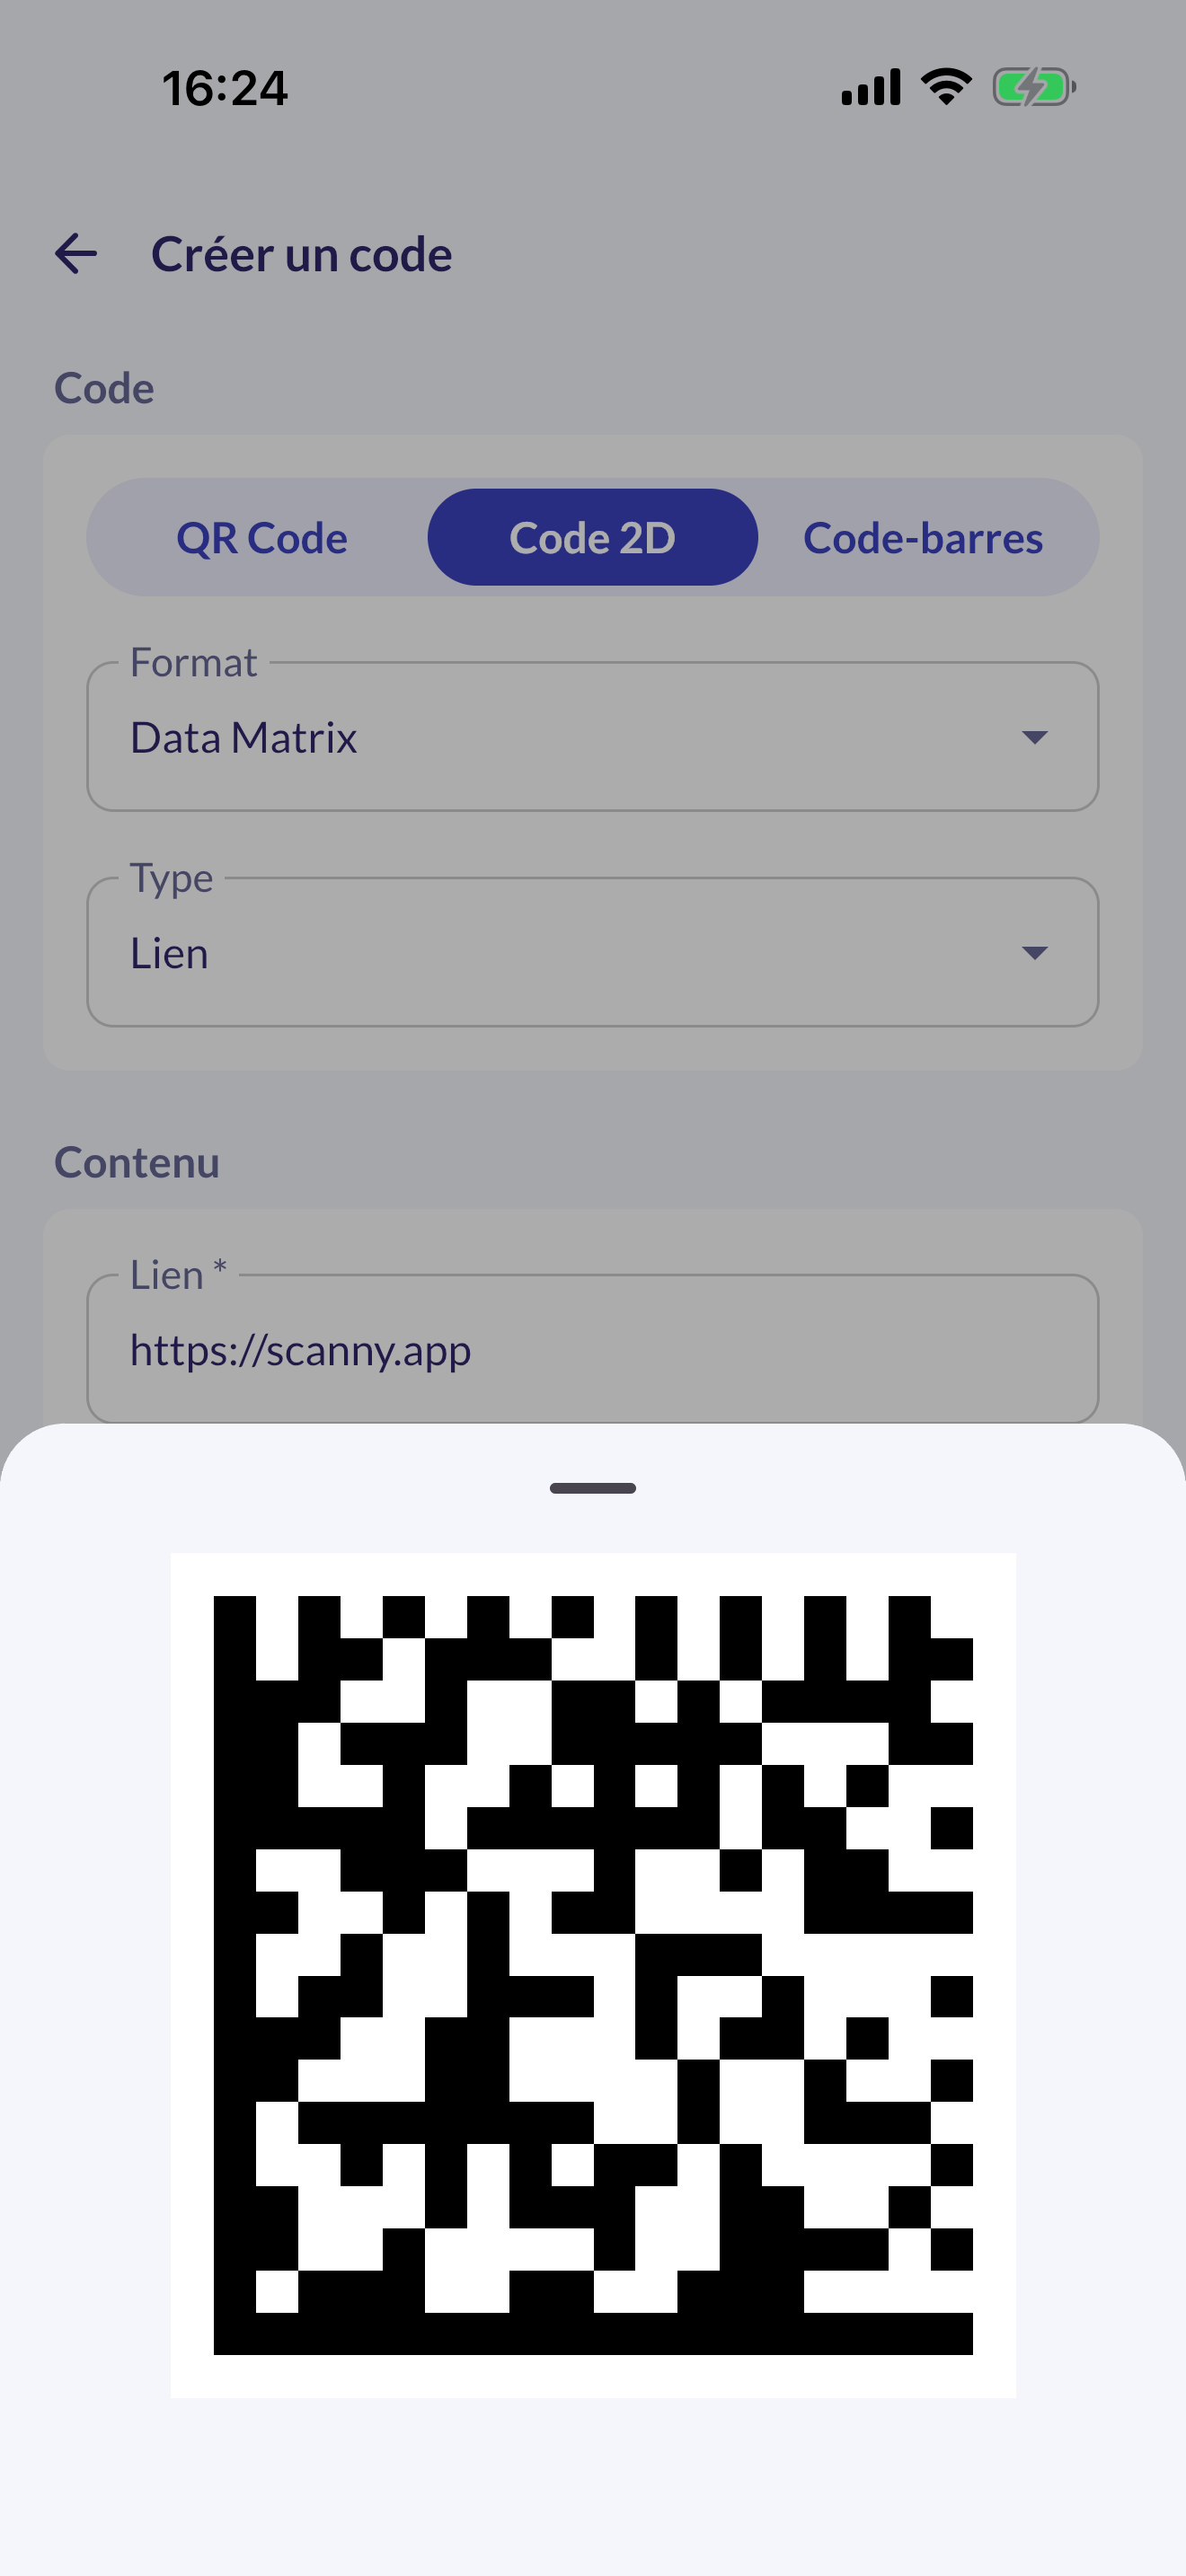 16:24
Créer un code
Code
QR Code Code 2D Code-barres
Format
Data Matrix
Type
Lien
Contenu
Lien *
https://scanny.app